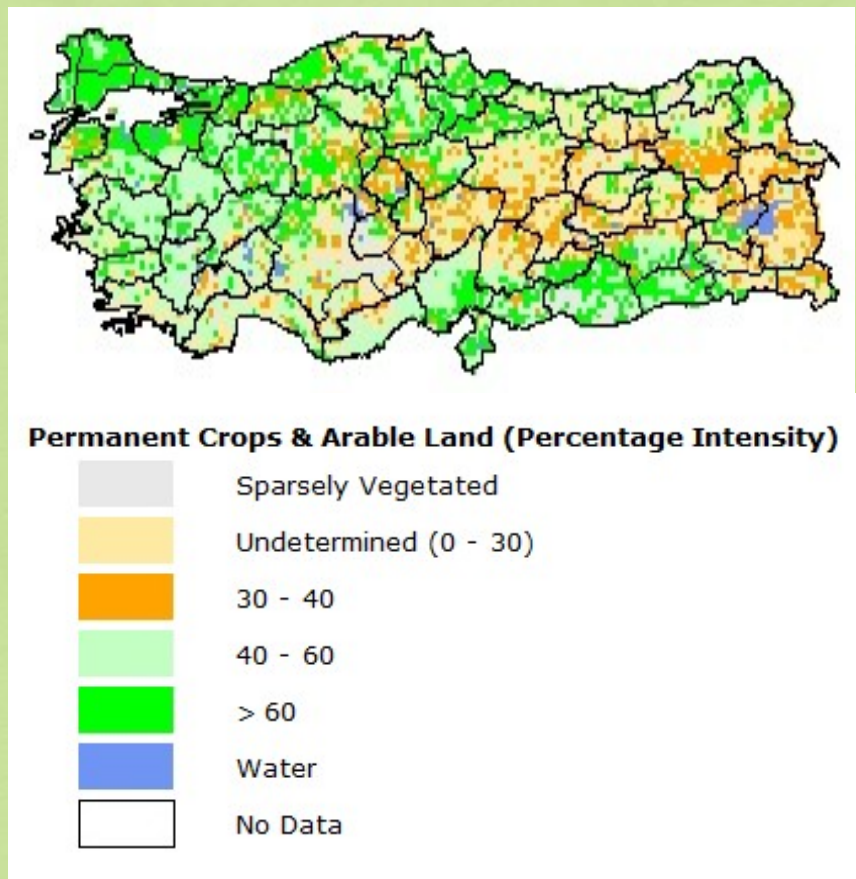 Permanent Crops & Arable Land (Percentage Intensity)
Sparsely Vegetated
Undetermined (0 - 30)
30 - 40
40 - 60
> 60
Water
No Data